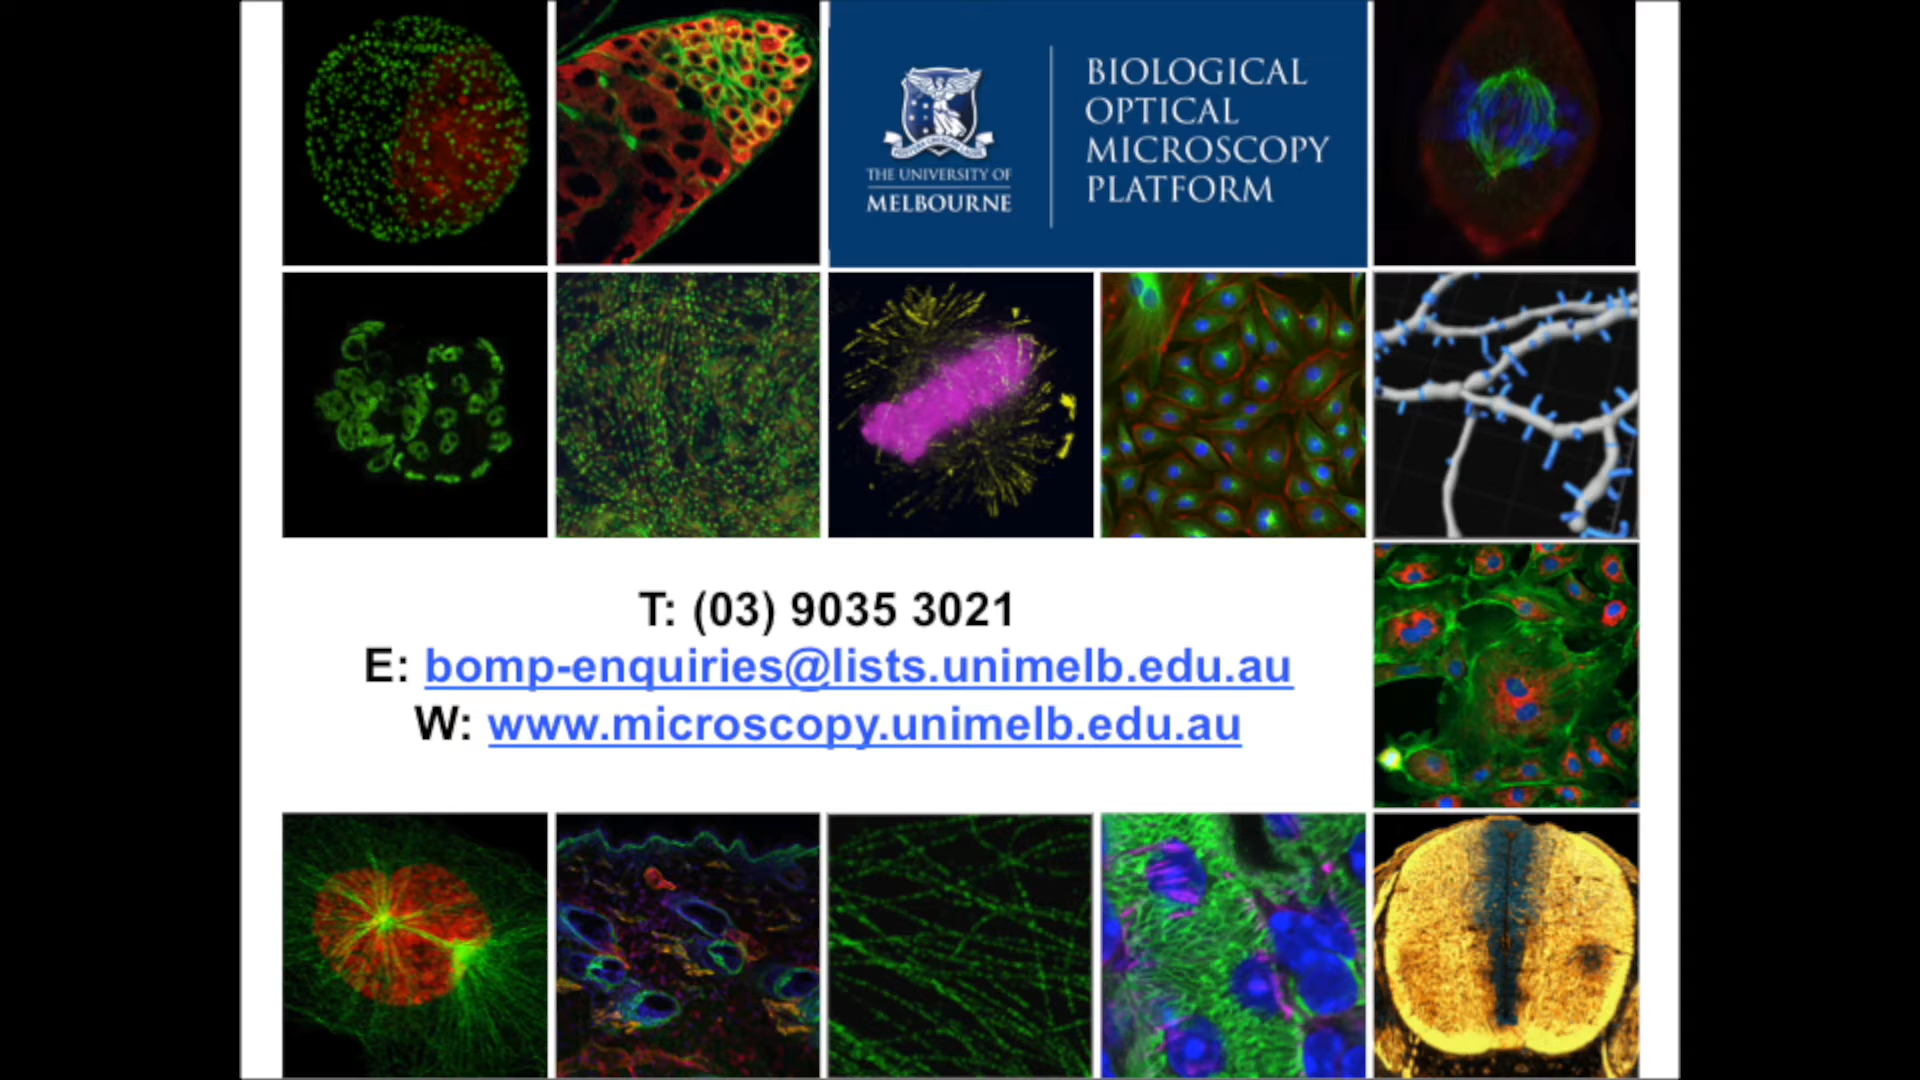 THE UNIVERSITY OF
MELBOURNE
BIOLOGICAL
OPTICAL
MICROSCOPY
PLATFORM
T: (03) 9035 3021
E: bomp-enquiries@lists.unimelb.edu.au
W: www.microscopy.unimelb.edu.au